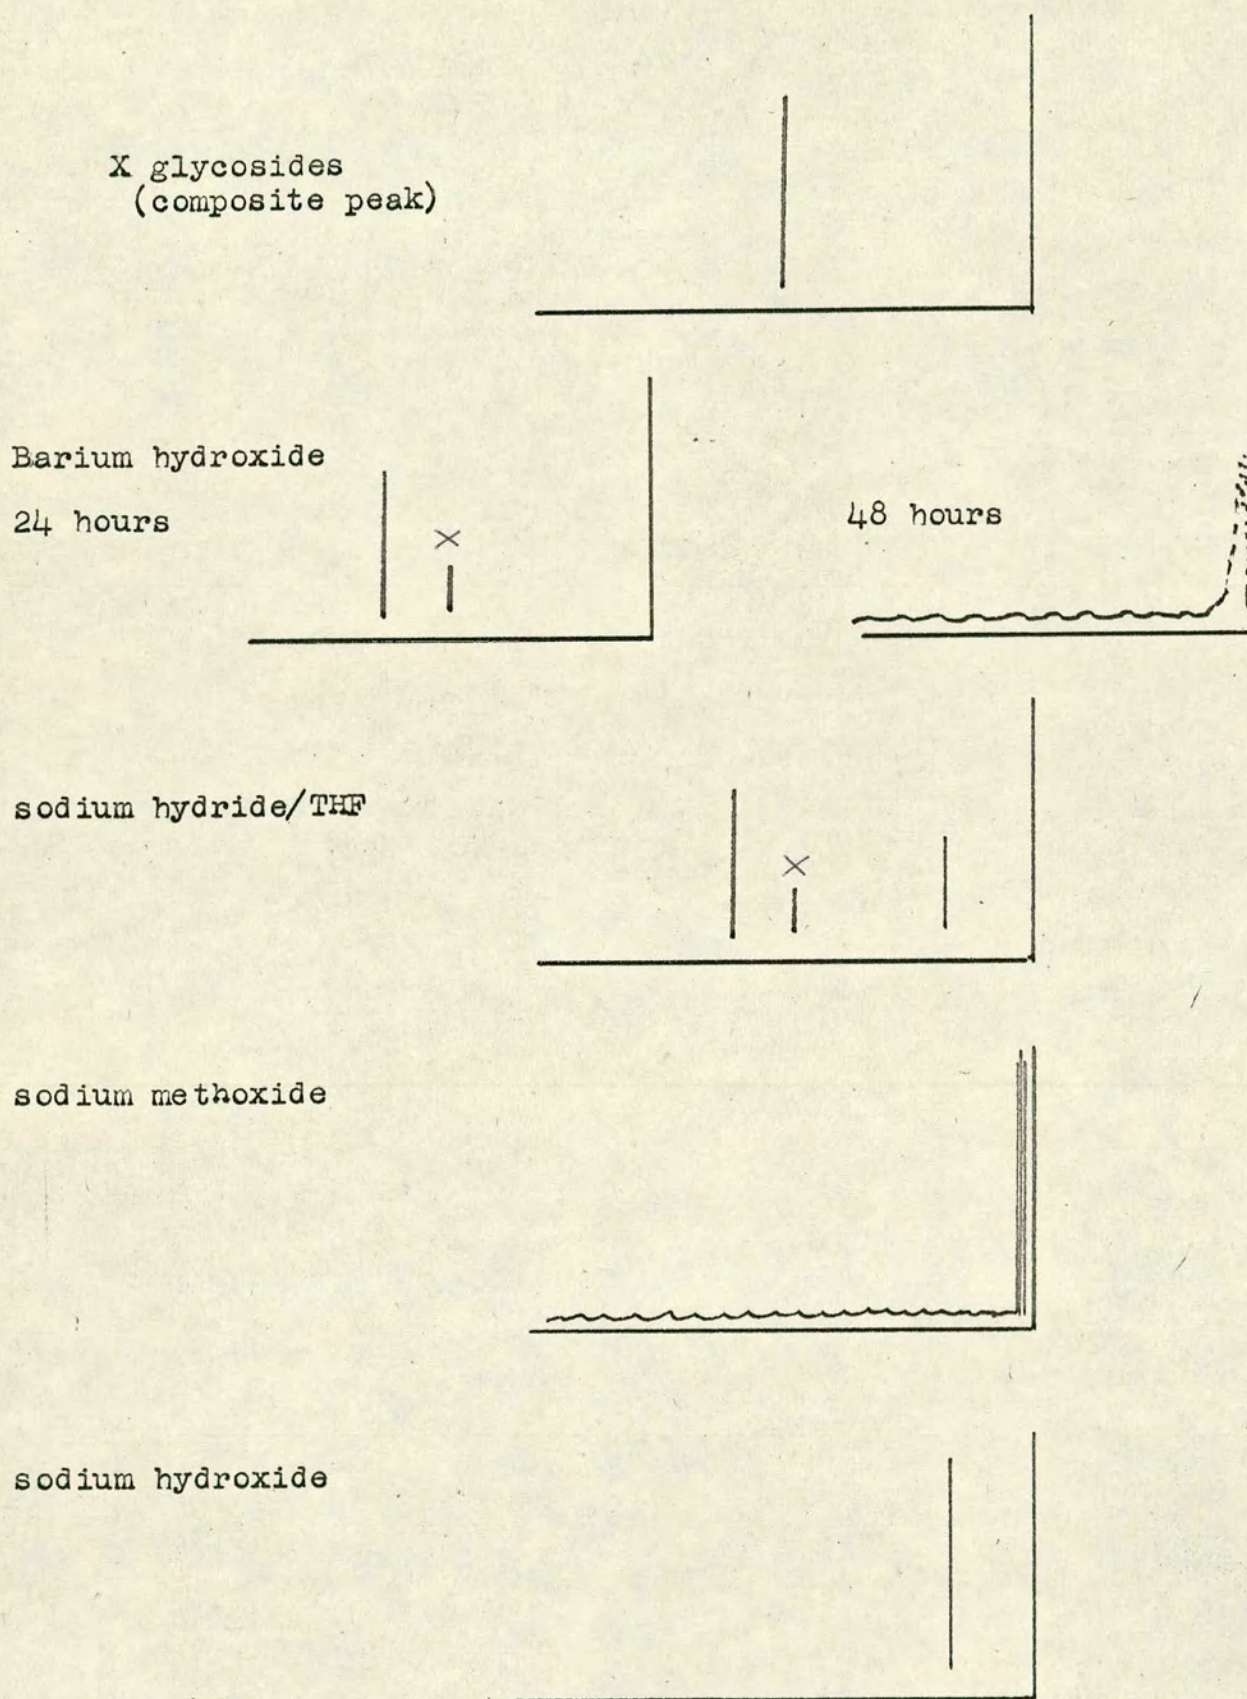 X glycosides
(composite peak)
Barium hydroxide
24 hours
X
48 hours
sodium hydride/THF
X
sodium methoxide
sodium hydroxide